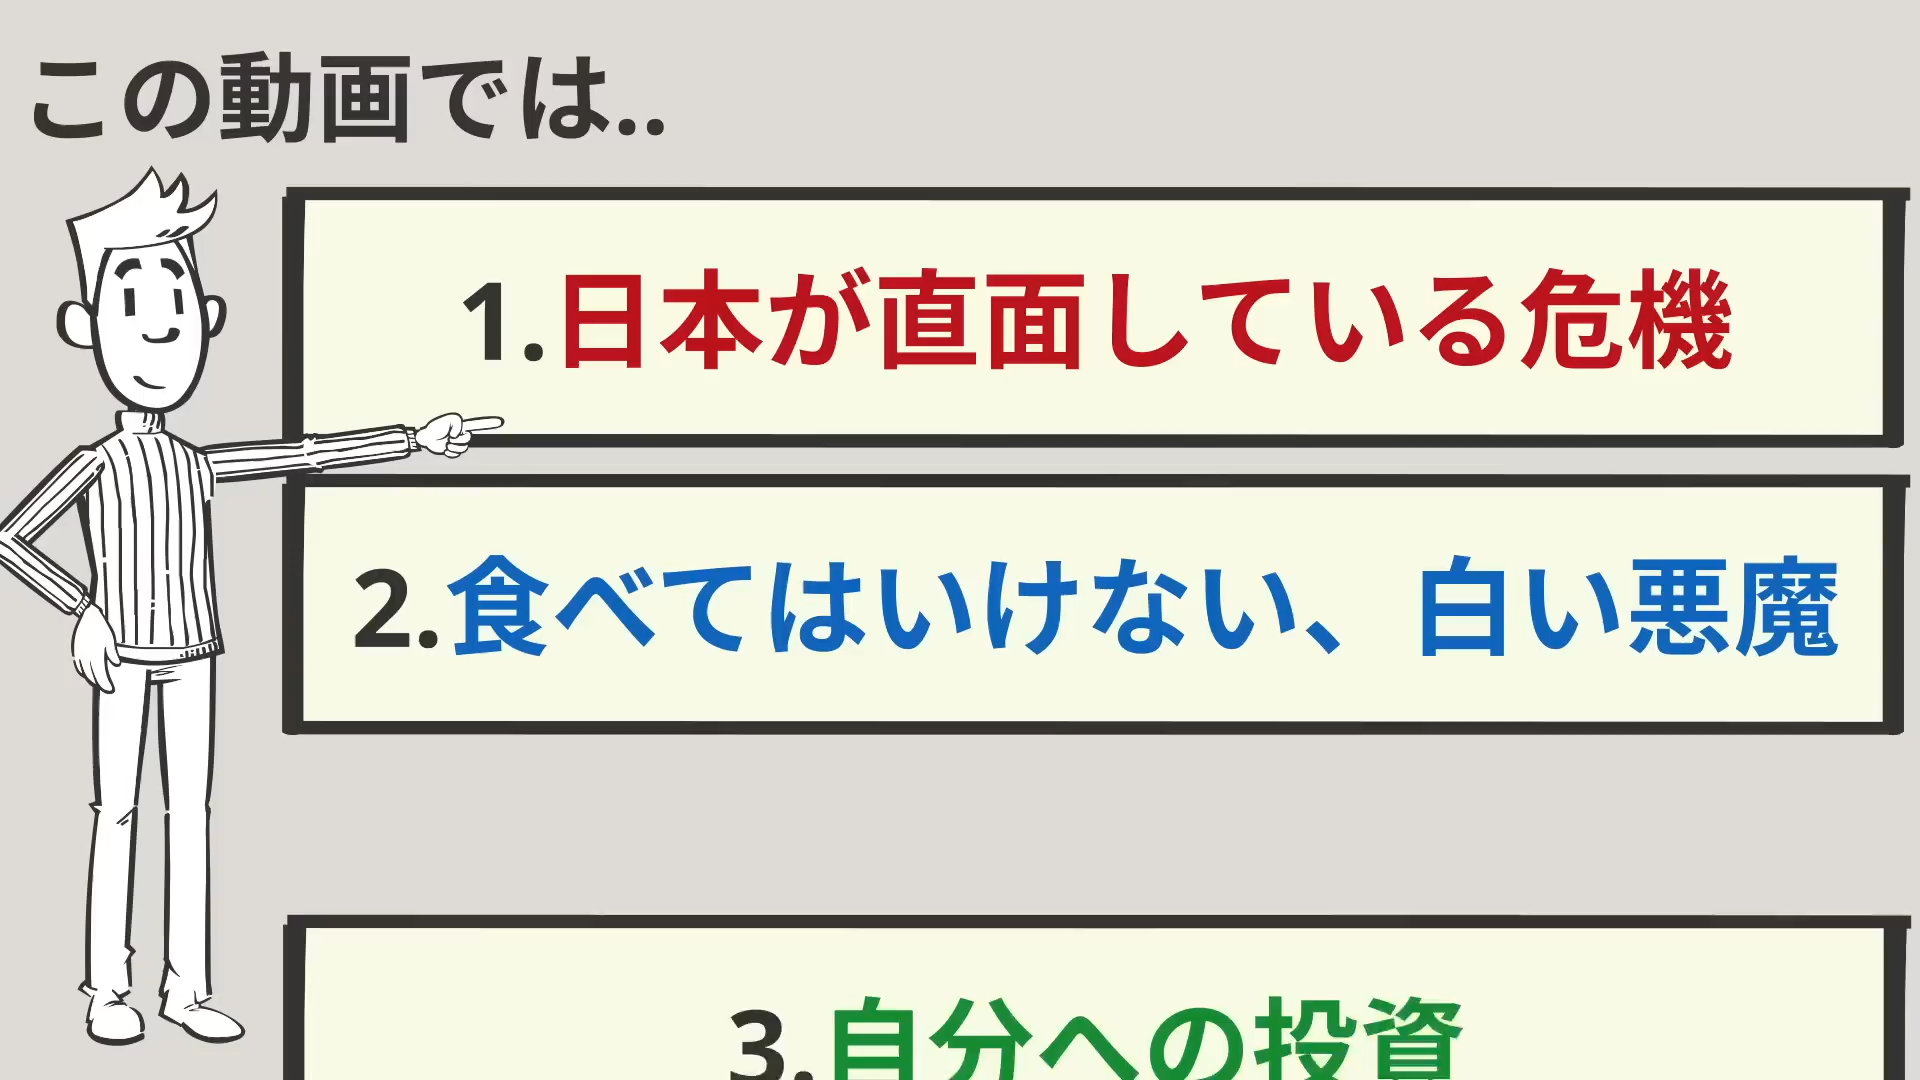 この動画では..
1.日本が直面している危機
2.食べてはいけない、白い悪魔
3.自分への投資